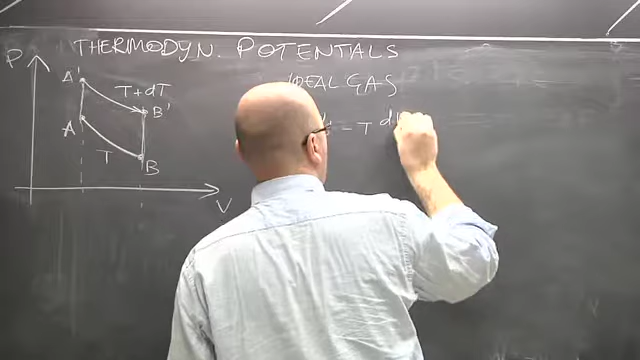 THERMODYN. POTENTIALS
IDEAL GAS
P
A'
T+dT
B'
A
T
B
V
= T